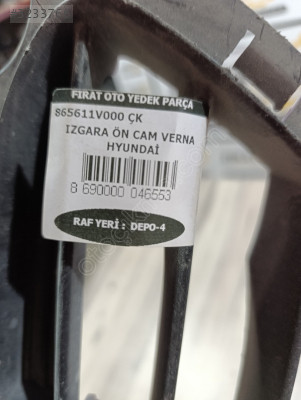 FIRAT OTO YEDEK PARÇA
865611V000 ÇK
IZGARA ÖN CAM VERNA
HYUNDAİ
8 690000 046553
RAF YERİ : DEPO-4